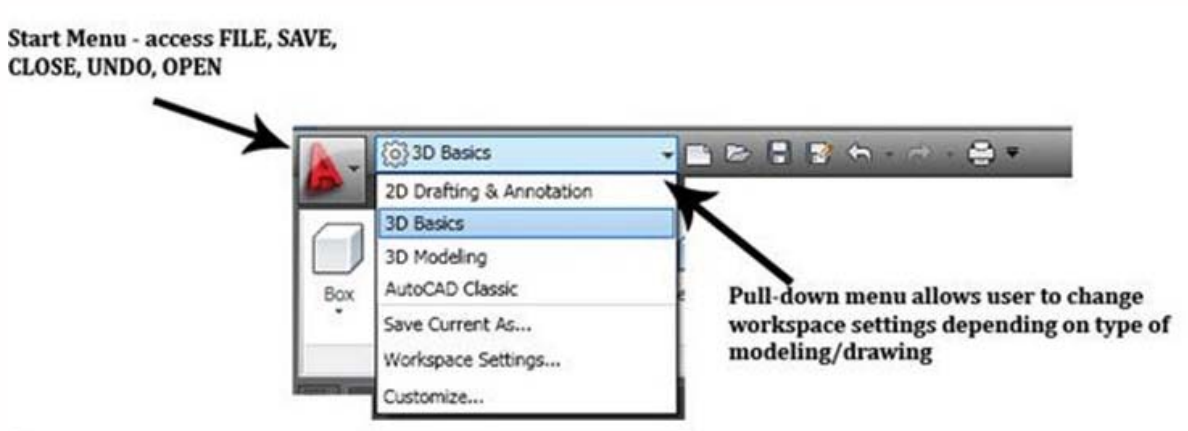 Start Menu - access FILE, SAVE,
CLOSE, UNDO, OPEN
3D Basics
2D Drafting & Annotation
3D Basics
3D Modeling
AutoCAD Classic
Save Current As...
Workspace Settings...
Customize...
Box
Pull-down menu allows user to change
workspace settings depending on type of
modeling/drawing